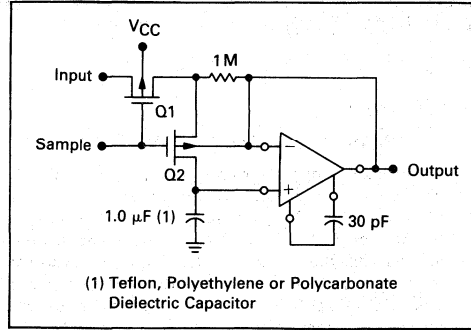 VCC
1 M
Input
Q1
Sample
Q2
−
Output
+
1.0 μF (1)
30 pF
(1) Teflon, Polyethylene or Polycarbonate
Dielectric Capacitor